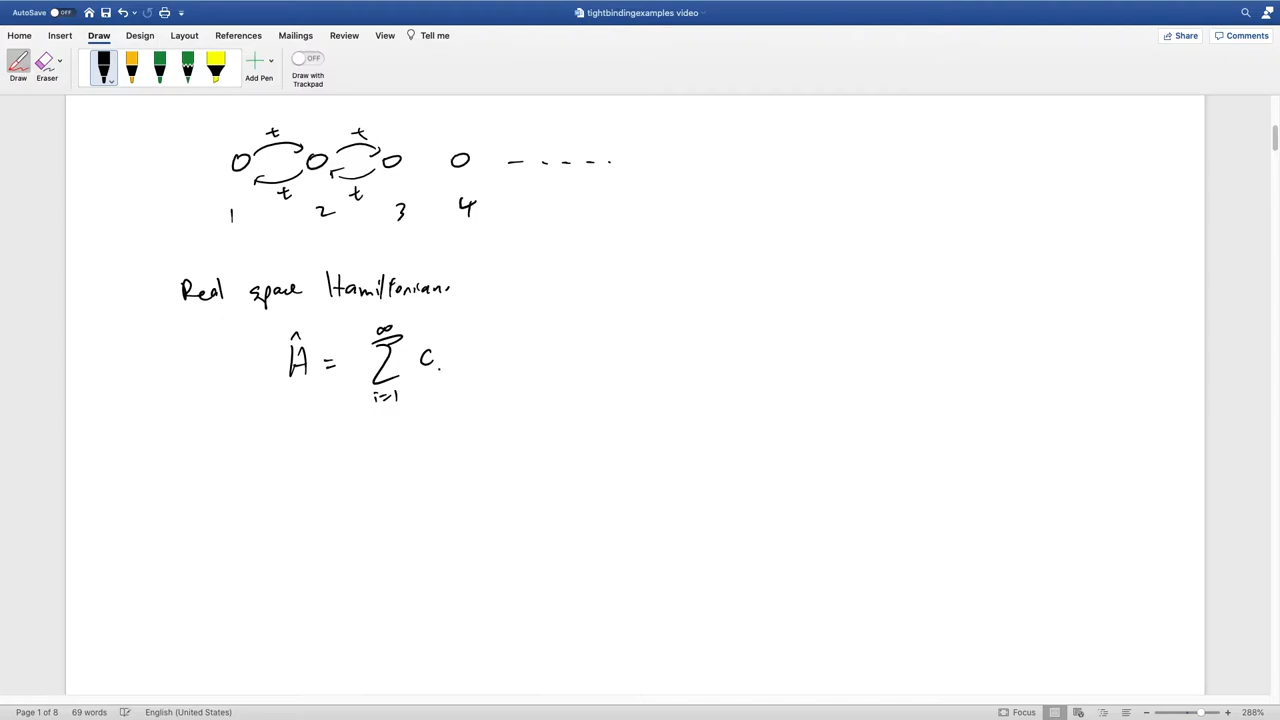 AutoSave OFF tightbindingexamples video
Home Insert Draw Design Layout References Mailings Review View Tell me Share Comments
Draw Eraser Add Pen OFF Draw with Trackpad
t t
O O O O - - - - -
t t
1 2 3 4
Real space Hamiltonian.
Ĥ = ∑ᵢ₌₁^∞ C.
Page 1 of 8 69 words English (United States) Focus 288%